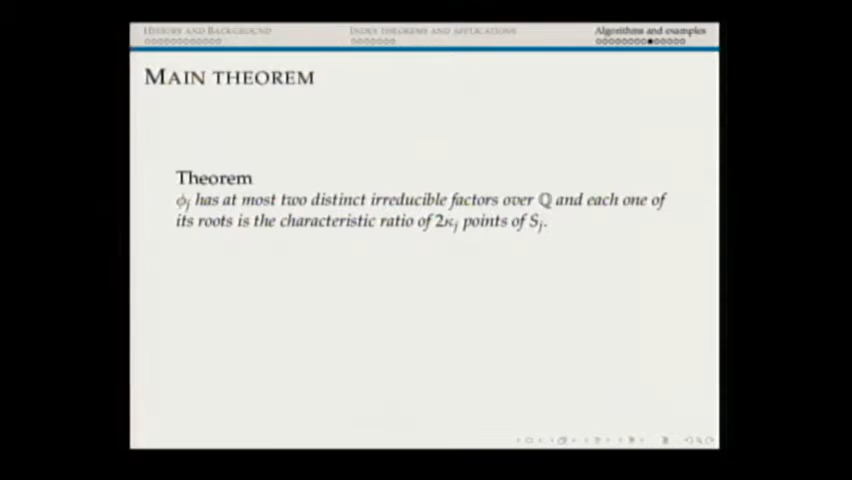 HISTORY AND BACKGROUND INDEX THEOREMS AND APPLICATIONS Algorithms and examples
MAIN THEOREM
Theorem
ϕj has at most two distinct irreducible factors over ℚ and each one of
its roots is the characteristic ratio of 2κj points of Sj.